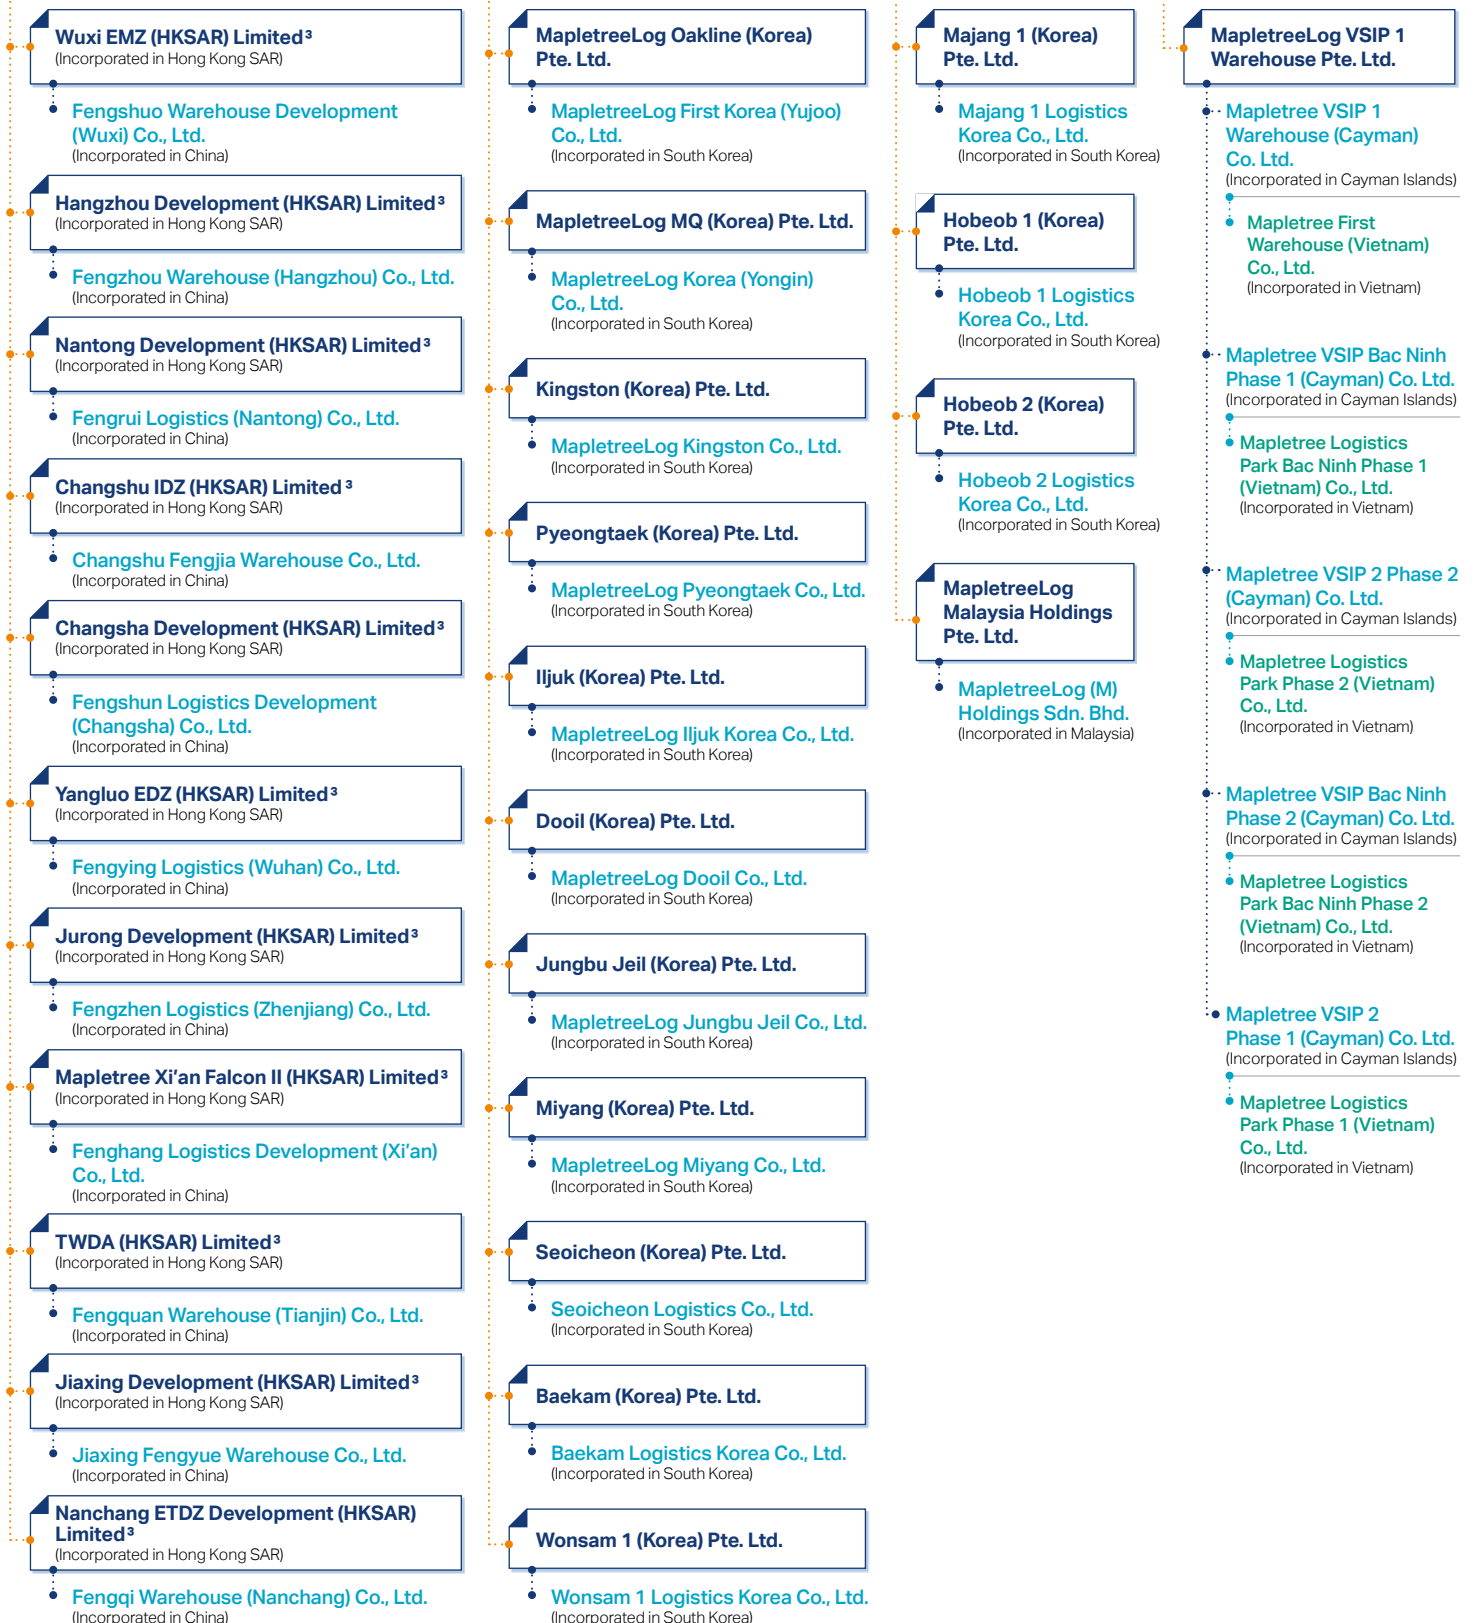 Wuxi EMZ (HKSAR) Limited³
(Incorporated in Hong Kong SAR)
Fengshuo Warehouse Development
(Wuxi) Co., Ltd.
(Incorporated in China)
Hangzhou Development (HKSAR) Limited³
(Incorporated in Hong Kong SAR)
Fengzhou Warehouse (Hangzhou) Co., Ltd.
(Incorporated in China)
Nantong Development (HKSAR) Limited³
(Incorporated in Hong Kong SAR)
Fengrui Logistics (Nantong) Co., Ltd.
(Incorporated in China)
Changshu IDZ (HKSAR) Limited ³
(Incorporated in Hong Kong SAR)
Changshu Fengjia Warehouse Co., Ltd.
(Incorporated in China)
Changsha Development (HKSAR) Limited³
(Incorporated in Hong Kong SAR)
Fengshun Logistics Development
(Changsha) Co., Ltd.
(Incorporated in China)
Yangluo EDZ (HKSAR) Limited³
(Incorporated in Hong Kong SAR)
Fengying Logistics (Wuhan) Co., Ltd.
(Incorporated in China)
Jurong Development (HKSAR) Limited³
(Incorporated in Hong Kong SAR)
Fengzhen Logistics (Zhenjiang) Co., Ltd.
(Incorporated in China)
Mapletree Xi'an Falcon II (HKSAR) Limited³
(Incorporated in Hong Kong SAR)
Fenghang Logistics Development (Xi'an)
Co., Ltd.
(Incorporated in China)
TWDA (HKSAR) Limited³
(Incorporated in Hong Kong SAR)
Fengquan Warehouse (Tianjin) Co., Ltd.
(Incorporated in China)
Jiaxing Development (HKSAR) Limited³
(Incorporated in Hong Kong SAR)
Jiaxing Fengyue Warehouse Co., Ltd.
(Incorporated in China)
Nanchang ETDZ Development (HKSAR)
Limited³
(Incorporated in Hong Kong SAR)
Fengqi Warehouse (Nanchang) Co., Ltd.
(Incorporated in China)
MapletreeLog Oakline (Korea)
Pte. Ltd.
MapletreeLog First Korea (Yujoo)
Co., Ltd.
(Incorporated in South Korea)
MapletreeLog MQ (Korea) Pte. Ltd.
MapletreeLog Korea (Yongin)
Co., Ltd.
(Incorporated in South Korea)
Kingston (Korea) Pte. Ltd.
MapletreeLog Kingston Co., Ltd.
(Incorporated in South Korea)
Pyeongtaek (Korea) Pte. Ltd.
MapletreeLog Pyeongtaek Co., Ltd.
(Incorporated in South Korea)
Iljuk (Korea) Pte. Ltd.
MapletreeLog Iljuk Korea Co., Ltd.
(Incorporated in South Korea)
Dooil (Korea) Pte. Ltd.
MapletreeLog Dooil Co., Ltd.
(Incorporated in South Korea)
Jungbu Jeil (Korea) Pte. Ltd.
MapletreeLog Jungbu Jeil Co., Ltd.
(Incorporated in South Korea)
Miyang (Korea) Pte. Ltd.
MapletreeLog Miyang Co., Ltd.
(Incorporated in South Korea)
Seoicheon (Korea) Pte. Ltd.
Seoicheon Logistics Co., Ltd.
(Incorporated in South Korea)
Baekam (Korea) Pte. Ltd.
Baekam Logistics Korea Co., Ltd.
(Incorporated in South Korea)
Wonsam 1 (Korea) Pte. Ltd.
Wonsam 1 Logistics Korea Co., Ltd.
(Incorporated in South Korea)
Majang 1 (Korea)
Pte. Ltd.
Majang 1 Logistics
Korea Co., Ltd.
(Incorporated in South Korea)
Hobeob 1 (Korea)
Pte. Ltd.
Hobeob 1 Logistics
Korea Co., Ltd.
(Incorporated in South Korea)
Hobeob 2 (Korea)
Pte. Ltd.
Hobeob 2 Logistics
Korea Co., Ltd.
(Incorporated in South Korea)
MapletreeLog
Malaysia Holdings
Pte. Ltd.
MapletreeLog (M)
Holdings Sdn. Bhd.
(Incorporated in Malaysia)
MapletreeLog VSIP 1
Warehouse Pte. Ltd.
Mapletree VSIP 1
Warehouse (Cayman)
Co. Ltd.
(Incorporated in Cayman Islands)
Mapletree First
Warehouse (Vietnam)
Co., Ltd.
(Incorporated in Vietnam)
Mapletree VSIP Bac Ninh
Phase 1 (Cayman) Co. Ltd.
(Incorporated in Cayman Islands)
Mapletree Logistics
Park Bac Ninh Phase 1
(Vietnam) Co., Ltd.
(Incorporated in Vietnam)
Mapletree VSIP 2 Phase 2
(Cayman) Co. Ltd.
(Incorporated in Cayman Islands)
Mapletree Logistics
Park Phase 2 (Vietnam)
Co., Ltd.
(Incorporated in Vietnam)
Mapletree VSIP Bac Ninh
Phase 2 (Cayman) Co. Ltd.
(Incorporated in Cayman Islands)
Mapletree Logistics
Park Bac Ninh Phase 2
(Vietnam) Co., Ltd.
(Incorporated in Vietnam)
Mapletree VSIP 2
Phase 1 (Cayman) Co. Ltd.
(Incorporated in Cayman Islands)
Mapletree Logistics
Park Phase 1 (Vietnam)
Co., Ltd.
(Incorporated in Vietnam)